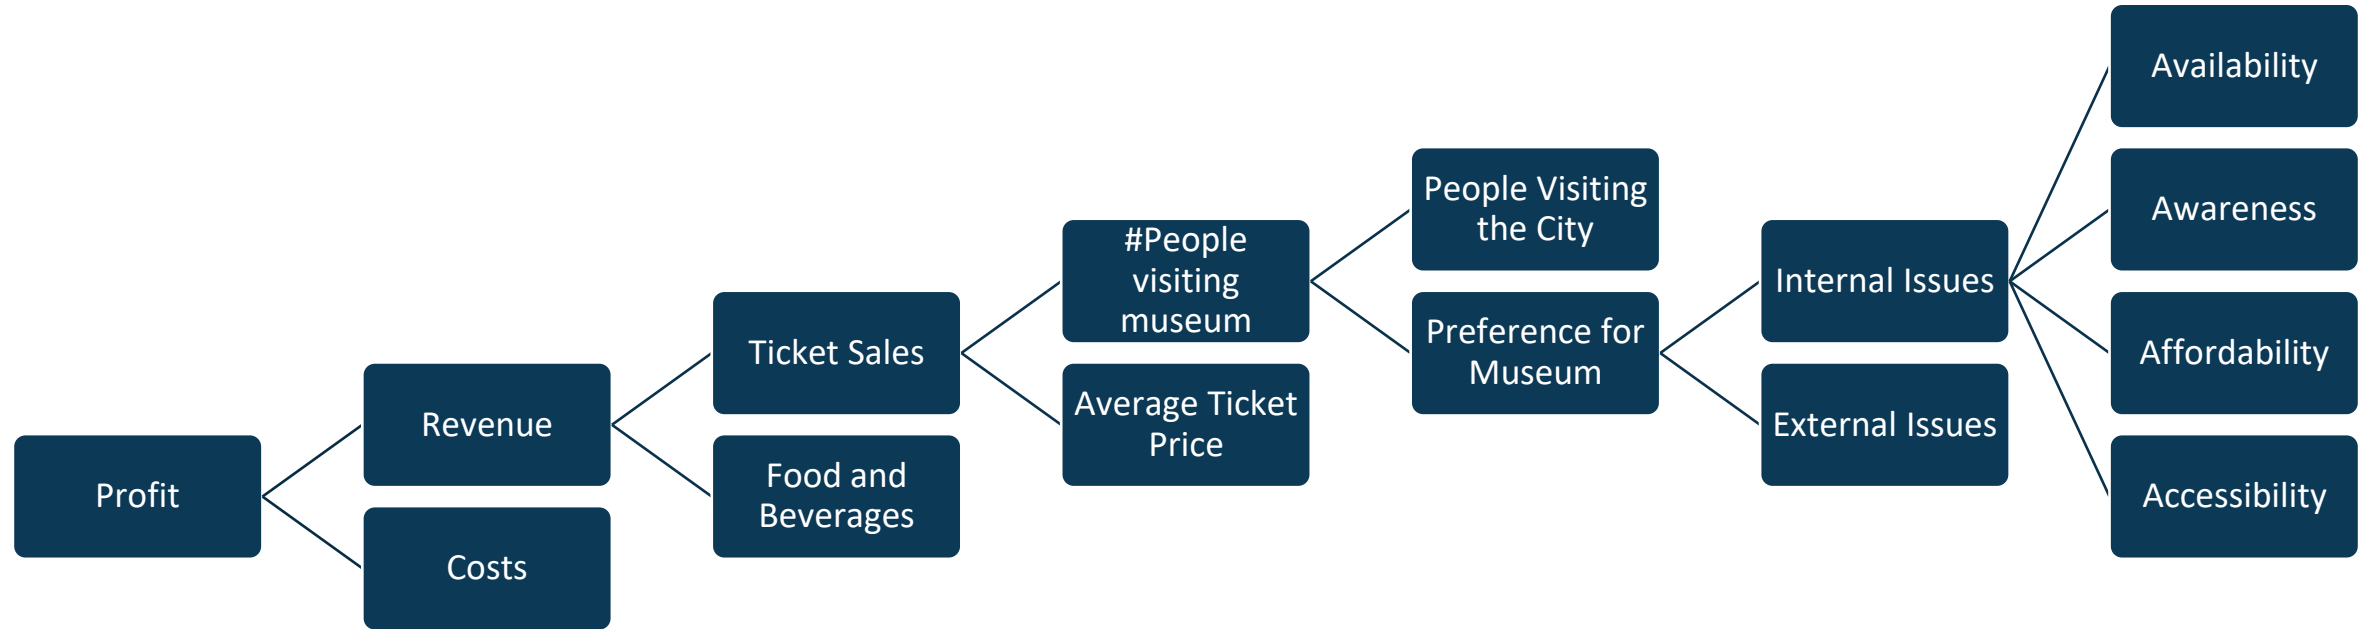 Profit
Revenue
Costs
Ticket Sales
Food and
Beverages
#People
visiting
museum
Average Ticket
Price
People Visiting
the City
Preference for
Museum
Internal Issues
External Issues
Availability
Awareness
Affordability
Accessibility